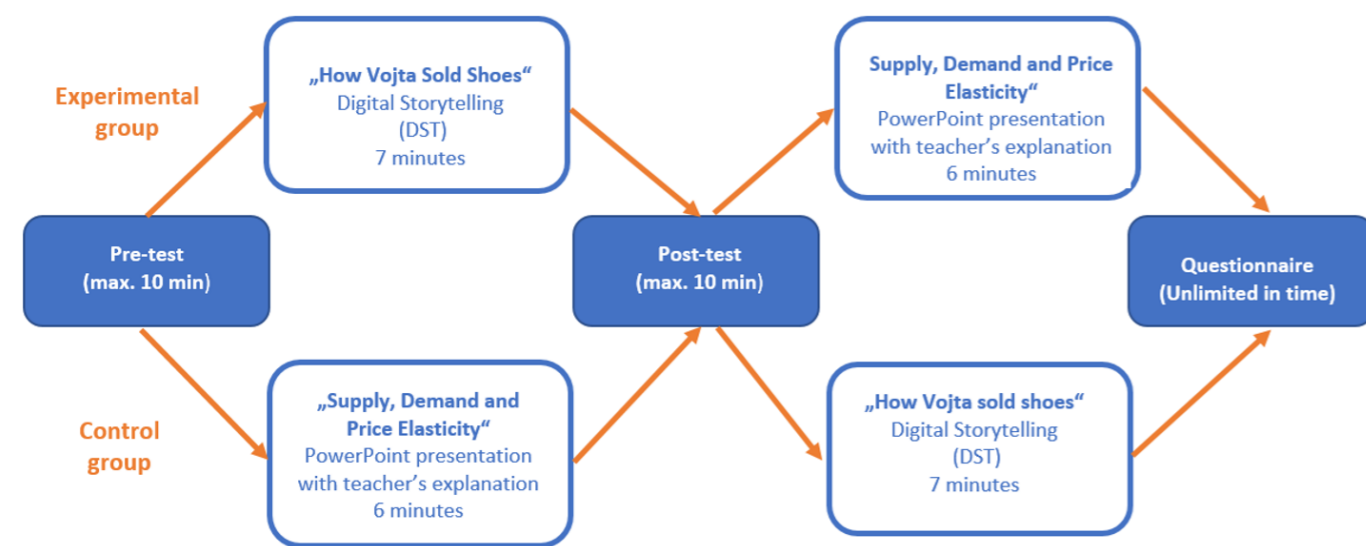 Experimental
group
„How Vojta Sold Shoes“
Digital Storytelling
(DST)
7 minutes
Supply, Demand and Price
Elasticity“
PowerPoint presentation
with teacher’s explanation
6 minutes
Pre-test
(max. 10 min)
Post-test
(max. 10 min)
Questionnaire
(Unlimited in time)
Control
group
„Supply, Demand and
Price Elasticity“
PowerPoint presentation
with teacher’s explanation
6 minutes
„How Vojta sold shoes“
Digital Storytelling
(DST)
7 minutes